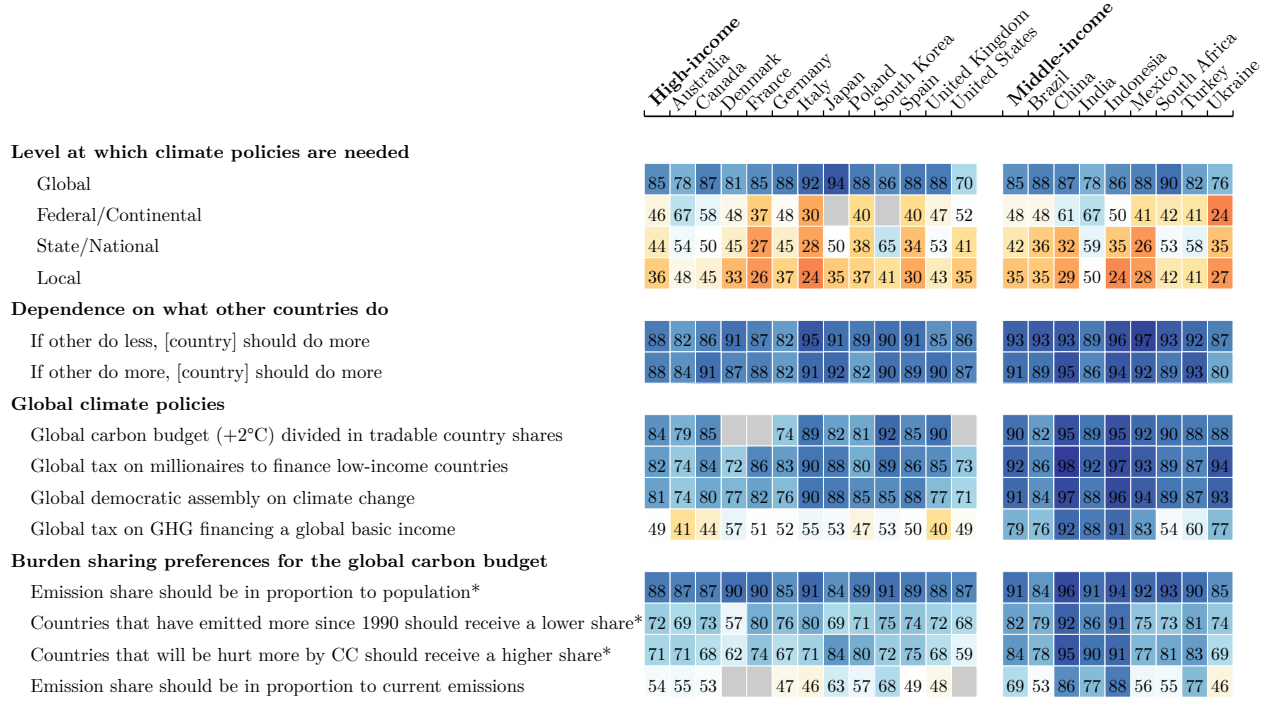 High-income Australia Canada Denmark France Germany Italy Japan Poland South Korea Spain United Kingdom United States Middle-income Brazil China India Indonesia Mexico South Africa Turkey Ukraine
Level at which climate policies are needed
Global 85 78 87 81 85 88 92 94 88 86 88 88 70 85 88 87 78 86 88 90 82 76
Federal/Continental 46 67 58 48 37 48 30 40 40 47 52 48 48 61 67 50 41 42 41 24
State/National 44 54 50 45 27 45 28 50 38 65 34 53 41 42 36 32 59 35 26 53 58 35
Local 36 48 45 33 26 37 24 35 37 41 30 43 35 35 35 29 50 24 28 42 41 27
Dependence on what other countries do
If other do less, [country] should do more 88 82 86 91 87 82 95 91 89 90 91 85 86 93 93 93 89 96 97 93 92 87
If other do more, [country] should do more 88 84 91 87 88 82 91 92 82 90 89 90 87 91 89 95 86 94 92 89 93 80
Global climate policies
Global carbon budget (+2°C) divided in tradable country shares 84 79 85 74 89 82 81 92 85 90 90 82 95 89 95 92 90 88 88
Global tax on millionaires to finance low-income countries 82 74 84 72 86 83 90 88 80 89 86 85 73 92 86 98 92 97 93 89 87 94
Global democratic assembly on climate change 81 74 80 77 82 76 90 88 85 85 88 77 71 91 84 97 88 96 94 89 87 93
Global tax on GHG financing a global basic income 49 41 44 57 51 52 55 53 47 53 50 40 49 79 76 92 88 91 83 54 60 77
Burden sharing preferences for the global carbon budget
Emission share should be in proportion to population* 88 87 87 90 90 85 91 84 89 91 89 88 87 91 84 96 91 94 92 93 90 85
Countries that have emitted more since 1990 should receive a lower share* 72 69 73 57 80 76 80 69 71 75 74 72 68 82 79 92 86 91 75 73 81 74
Countries that will be hurt more by CC should receive a higher share* 71 71 68 62 74 67 71 84 80 72 75 68 59 84 78 95 90 91 77 81 83 69
Emission share should be in proportion to current emissions 54 55 53 47 46 63 57 68 49 48 69 53 86 77 88 56 55 77 46